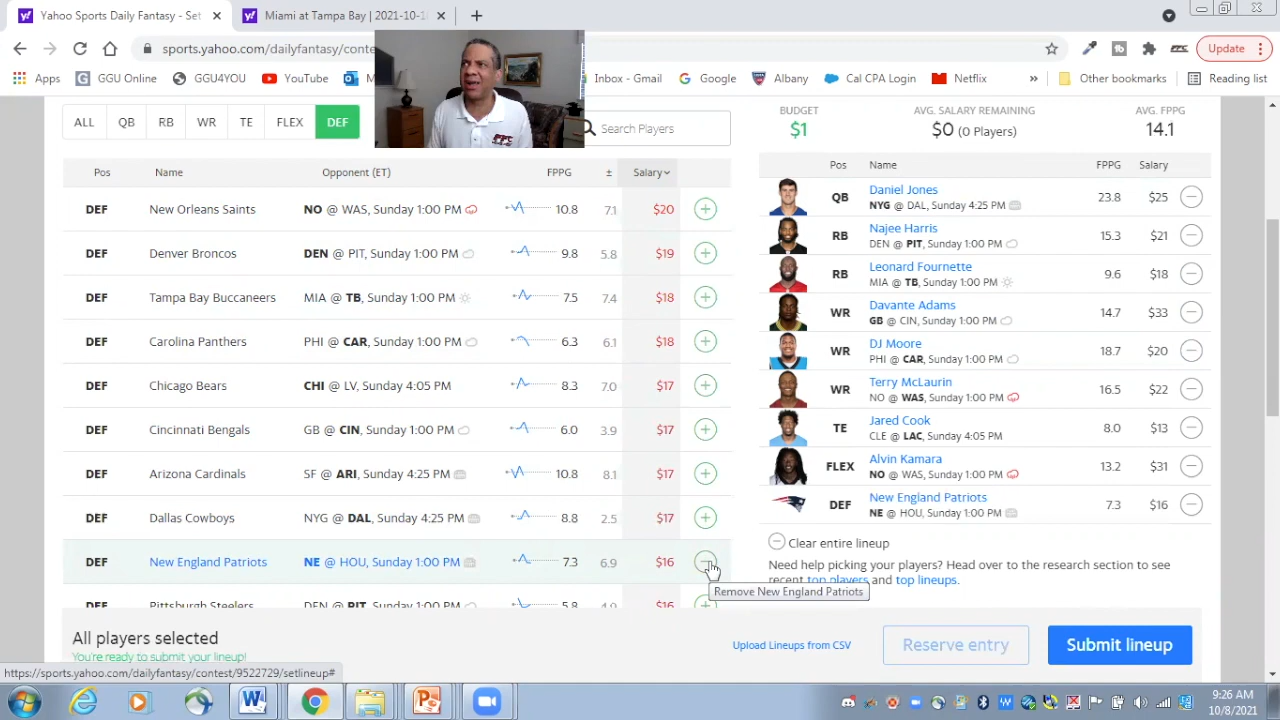 Yahoo Sports Daily Fantasy - Set
Miami at Tampa Bay | 2021-10-1
sports.yahoo.com/dailyfantasy/conte
Update
Apps GGU Online GGU4YOU YouTube Inbox - Gmail Google Albany Cal CPA Learn Netflix » Other bookmarks Reading list
ALL QB RB WR TE FLEX DEF
Search Players
Pos Name Opponent (ET) FPPG ± Salary
DEF New Orleans Saints NO @ WAS, Sunday 1:00 PM 10.8 7.1 $20
DEF Denver Broncos DEN @ PIT, Sunday 1:00 PM 9.8 5.8 $19
DEF Tampa Bay Buccaneers MIA @ TB, Sunday 1:00 PM 7.5 7.4 $18
DEF Carolina Panthers PHI @ CAR, Sunday 1:00 PM 6.3 6.1 $18
DEF Chicago Bears CHI @ LV, Sunday 4:05 PM 8.3 7.0 $17
DEF Cincinnati Bengals GB @ CIN, Sunday 1:00 PM 6.0 3.9 $17
DEF Arizona Cardinals SF @ ARI, Sunday 4:25 PM 10.8 8.1 $17
DEF Dallas Cowboys NYG @ DAL, Sunday 4:25 PM 8.8 2.5 $17
DEF New England Patriots NE @ HOU, Sunday 1:00 PM 7.3 6.9 $16
Remove New England Patriots
DEF Pittsburgh Steelers DEN @ PIT, Sunday 1:00 PM 5.8 4.9 $16
BUDGET AVG. SALARY REMAINING AVG. FPPG
$1 $0 (0 Players) 14.1
Pos Name FPPG Salary
QB Daniel Jones 23.8 $25
NYG @ DAL, Sunday 4:25 PM
RB Najee Harris 15.3 $21
DEN @ PIT, Sunday 1:00 PM
RB Leonard Fournette 9.6 $18
MIA @ TB, Sunday 1:00 PM
WR Davante Adams 14.7 $33
GB @ CIN, Sunday 1:00 PM
WR DJ Moore 18.7 $20
PHI @ CAR, Sunday 1:00 PM
WR Terry McLaurin 16.5 $22
NO @ WAS, Sunday 1:00 PM
TE Jared Cook 8.0 $13
CLE @ LAC, Sunday 4:05 PM
FLEX Alvin Kamara 13.2 $31
NO @ WAS, Sunday 1:00 PM
DEF New England Patriots 7.3 $16
NE @ HOU, Sunday 1:00 PM
Clear entire lineup
Need help picking your players? Head over to the research section to see
recent top players and top lineups.
All players selected
You're ready to submit your lineup!
Upload Lineups from CSV Reserve entry Submit lineup
https://sports.yahoo.com/dailyfantasy/contest/9522729/setlineup#
9:26 AM
10/8/2021